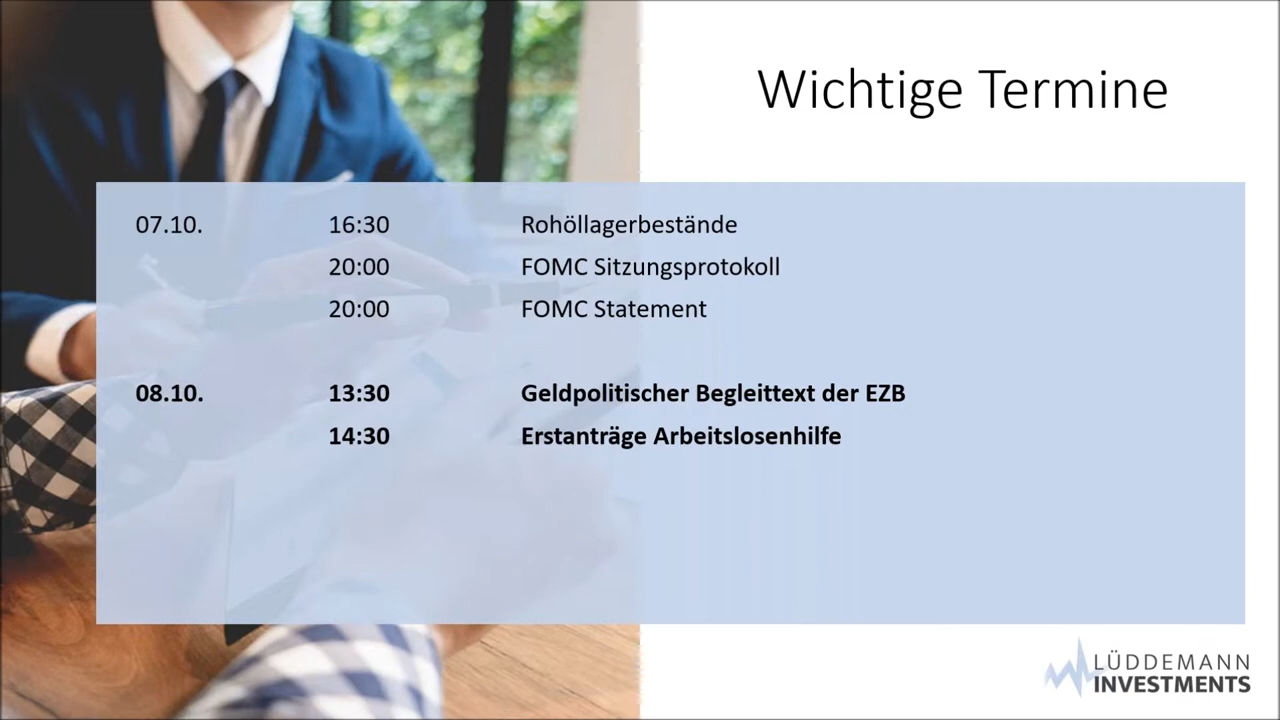 Wichtige Termine
07.10. 16:30 Rohöllagerbestände
20:00 FOMC Sitzungsprotokoll
20:00 FOMC Statement
08.10. 13:30 Geldpolitischer Begleittext der EZB
14:30 Erstanträge Arbeitslosenhilfe
LÜDDEMANN
INVESTMENTS